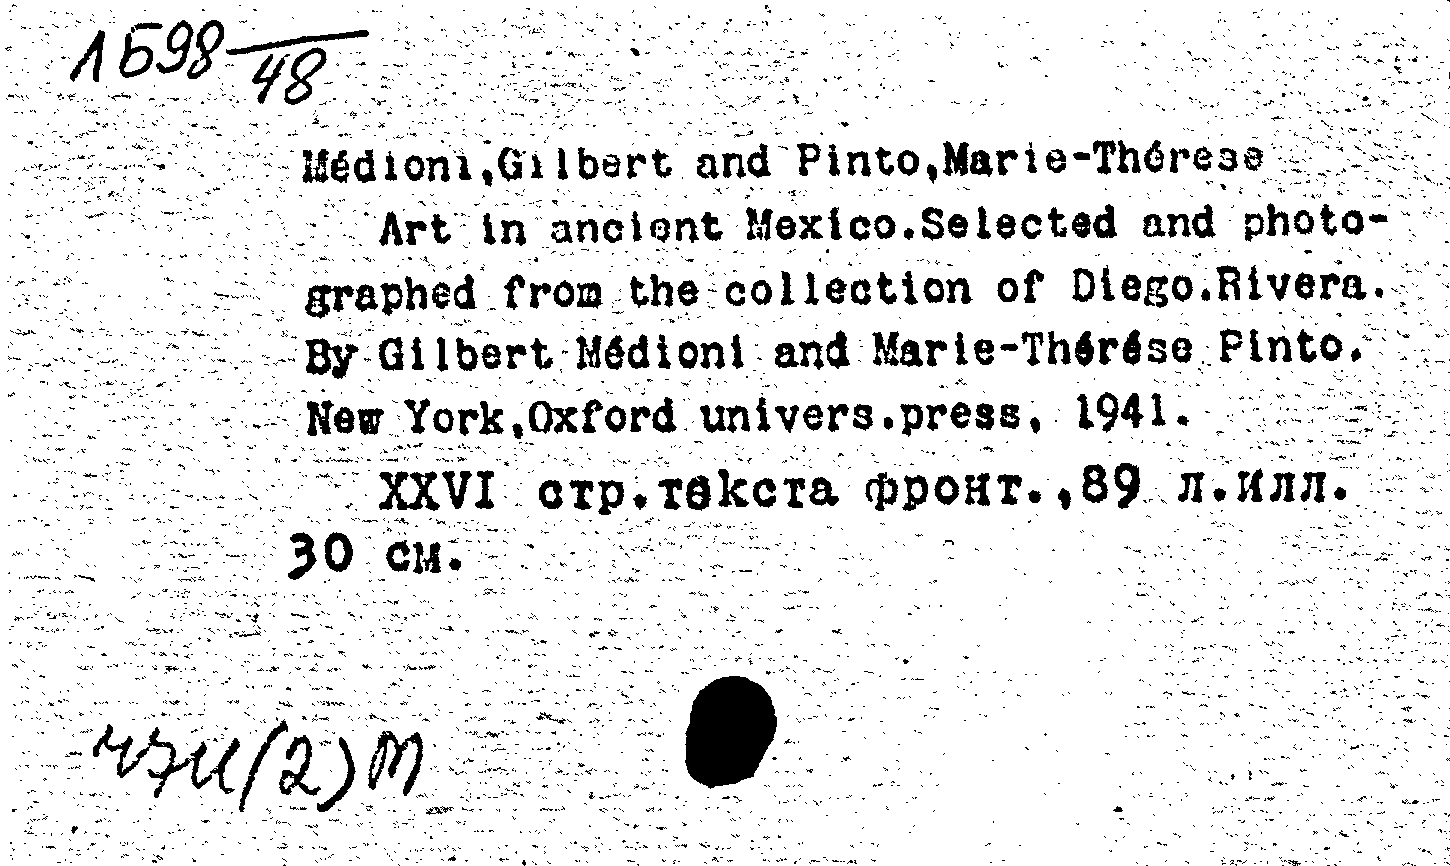 1 Б98
48
Médioni,Gilbert and Pinto,Marie-Thérese
Art in ancient Mexico.Selected and photo-
graphed from the collection of Diego.Rivera.
By Gilbert Médioni and Marie-Thérése Pinto.
New York,Oxford univers.press, 1941.
XXVI стр.текста фронт.,89 л.илл.
30 см.
(2) М